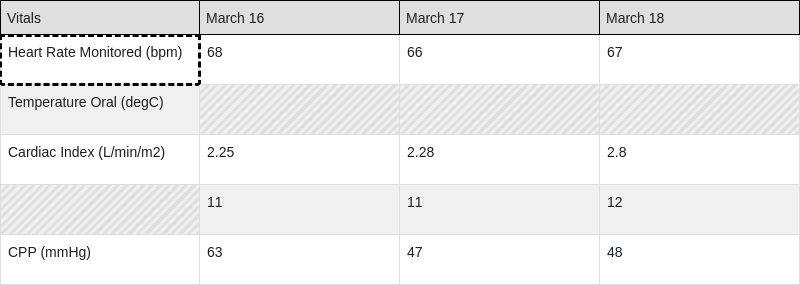 Vitals March 16 March 17 March 18
Heart Rate Monitored (bpm) 68 66 67
Temperature Oral (degC)
Cardiac Index (L/min/m2) 2.25 2.28 2.8
11 11 12
CPP (mmHg) 63 47 48